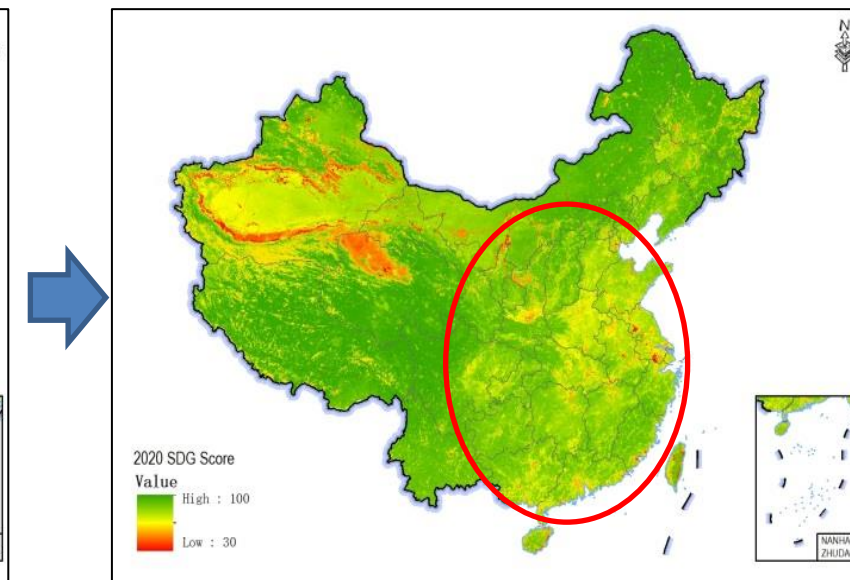 N
2020 SDG Score
Value
High : 100
Low : 30
NANHA
ZHUDA